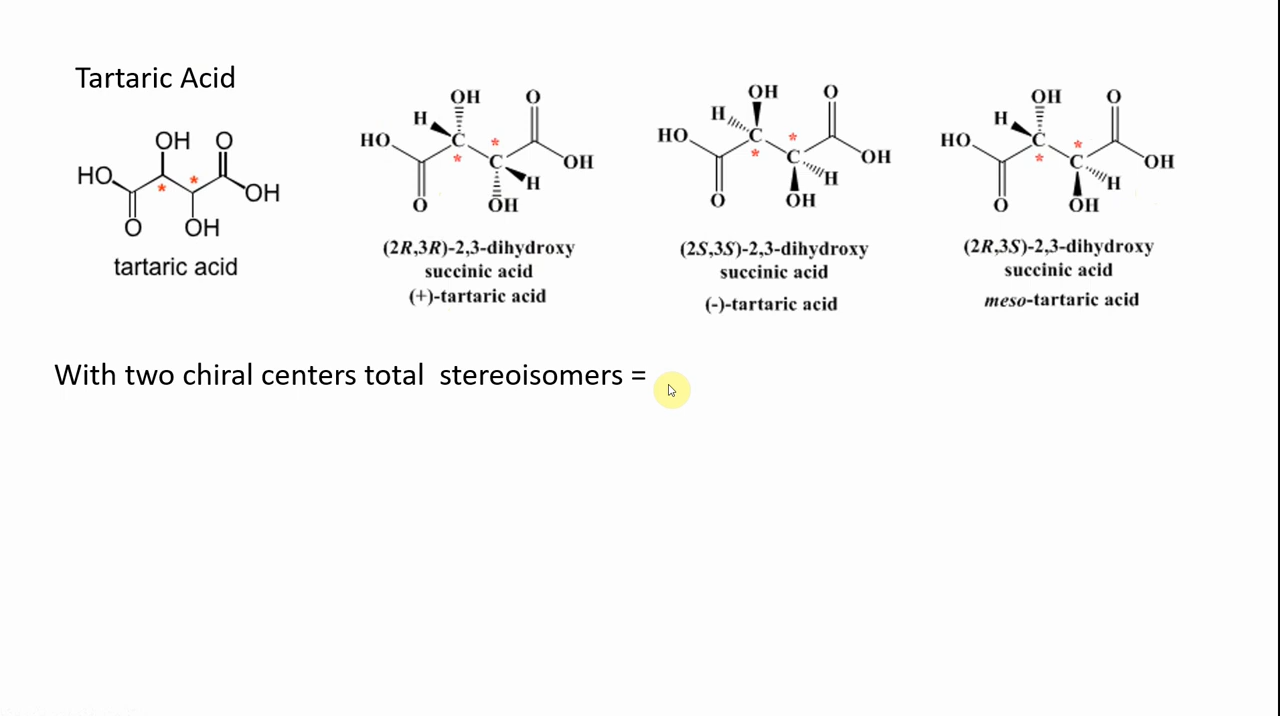 Tartaric Acid
OH O
HO * *
OH
O OH
tartaric acid
OH O
H
HO C *
* C OH
H
O OH
(2R,3R)-2,3-dihydroxy
succinic acid
(+)-tartaric acid
OH O
H
HO C *
* C OH
H
O OH
(2S,3S)-2,3-dihydroxy
succinic acid
(-)-tartaric acid
OH O
H
HO C *
* C OH
H
O OH
(2R,3S)-2,3-dihydroxy
succinic acid
meso-tartaric acid
With two chiral centers total stereoisomers =